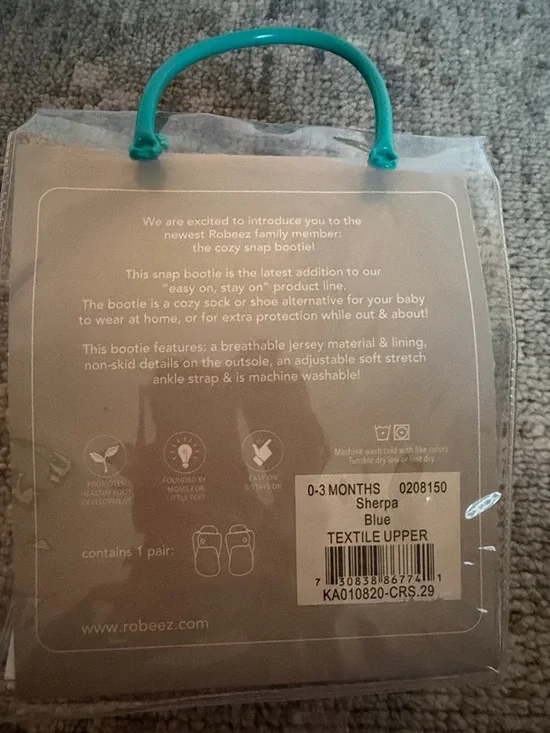 We are excited to introduce you to the
newest Robeez family member:
the cozy snap bootie!
This snap bootie is the latest addition to our
"easy on, stay on" product line.
The bootie is a cozy sock or shoe alternative for your baby
to wear at home, or for extra protection while out & about!
This bootie features: a breathable jersey material & lining,
non-skid details on the outsole, an adjustable soft stretch
ankle strap & is machine washable!
Machine wash cold with like colors
Tumble dry low or line dry
PROMOTES
HEALTHY FOOT
DEVELOPMENT
FOUNDED BY
MOMS FOR
LITTLE FEET
EASY ON
& STAYS ON
0-3 MONTHS 0208150
Sherpa
Blue
TEXTILE UPPER
7 30838 86774 1
KA010820-CRS.29
contains 1 pair:
www.robeez.com